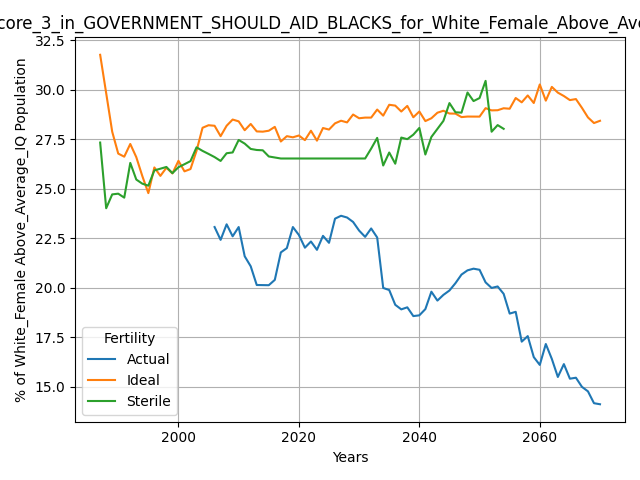 core_3_in_GOVERNMENT_SHOULD_AID_BLACKS_for_White_Female_Above_Ave
% of White_Female Above_Average_IQ Population
32.5
30.0
27.5
25.0
22.5
20.0
17.5
15.0
Fertility
Actual
Ideal
Sterile
2000
2020
2040
2060
Years